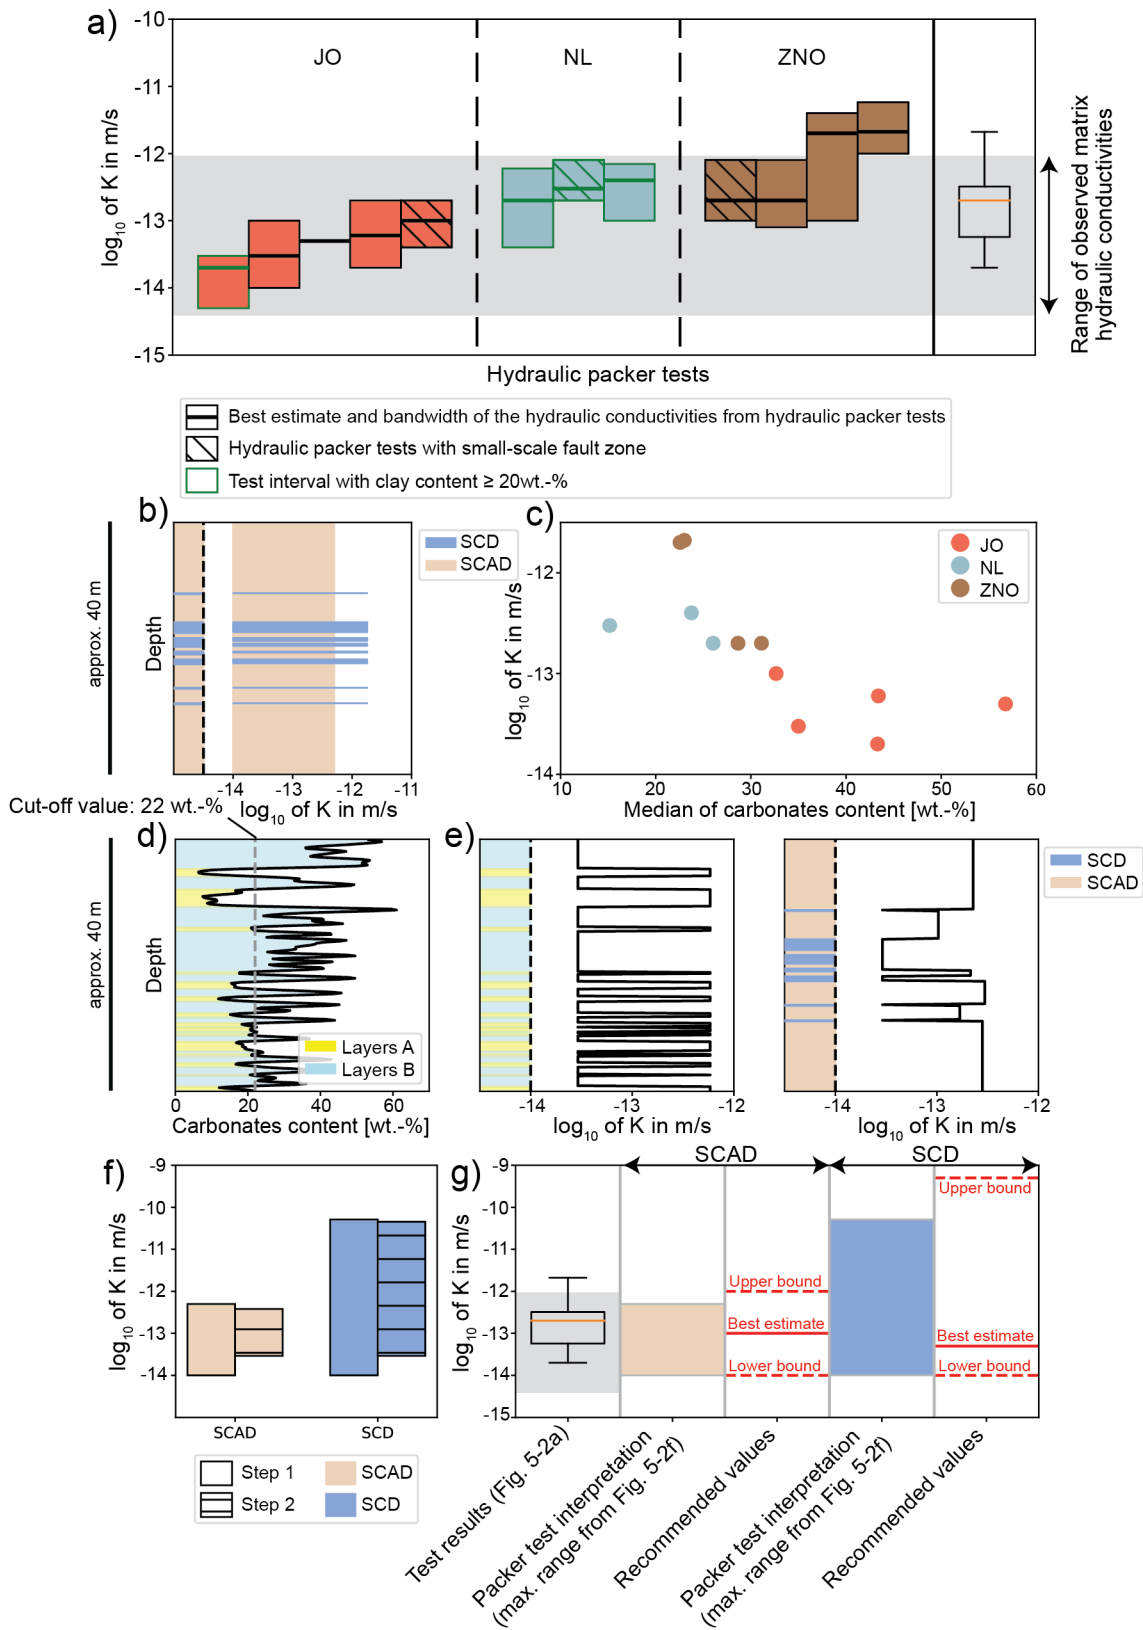 a)
-10
-11
-12
-13
-14
-15
log10 of K in m/s
JO
NL
ZNO
Range of observed matrix
hydraulic conductivities
Hydraulic packer tests
Best estimate and bandwidth of the hydraulic conductivities from hydraulic packer tests
Hydraulic packer tests with small-scale fault zone
Test interval with clay content ≥ 20wt.-%
b)
approx. 40 m
Depth
SCD
SCAD
-14
-13
-12
-11
log10 of K in m/s
c)
log10 of K in m/s
-12
-13
-14
JO
NL
ZNO
10
20
30
40
50
60
Median of carbonates content [wt.-%]
Cut-off value: 22 wt.-%
d)
approx. 40 m
Depth
Layers A
Layers B
0
20
40
60
Carbonates content [wt.-%]
e)
-14
-13
-12
log10 of K in m/s
-14
-13
-12
log10 of K in m/s
SCD
SCAD
f)
log10 of K in m/s
-9
-10
-11
-12
-13
-14
SCAD
SCD
Step 1
Step 2
SCAD
SCD
g)
log10 of K in m/s
-9
-10
-11
-12
-13
-14
-15
SCAD
SCD
Upper bound
Best estimate
Lower bound
Upper bound
Best estimate
Lower bound
Test results (Fig. 5-2a)
Packer test interpretation
(max. range from Fig. 5-2f)
Recommended values
Packer test interpretation
(max. range from Fig. 5-2f)
Recommended values